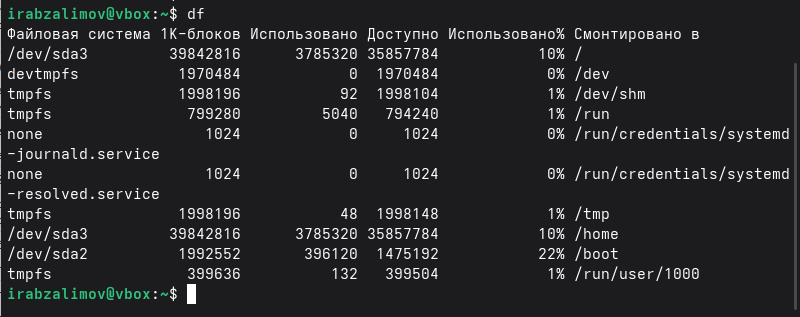 irabzalimov@vbox:~$ df
Файловая система 1K-блоков Использовано Доступно Использовано% Смонтировано в
/dev/sda3 39842816 3785320 35857784 10% /
devtmpfs 1970484 0 1970484 0% /dev
tmpfs 1998196 92 1998104 1% /dev/shm
tmpfs 799280 5040 794240 1% /run
none 1024 0 1024 0% /run/credentials/systemd
-journald.service
none 1024 0 1024 0% /run/credentials/systemd
-resolved.service
tmpfs 1998196 48 1998148 1% /tmp
/dev/sda3 39842816 3785320 35857784 10% /home
/dev/sda2 1992552 396120 1475192 22% /boot
tmpfs 399636 132 399504 1% /run/user/1000
irabzalimov@vbox:~$